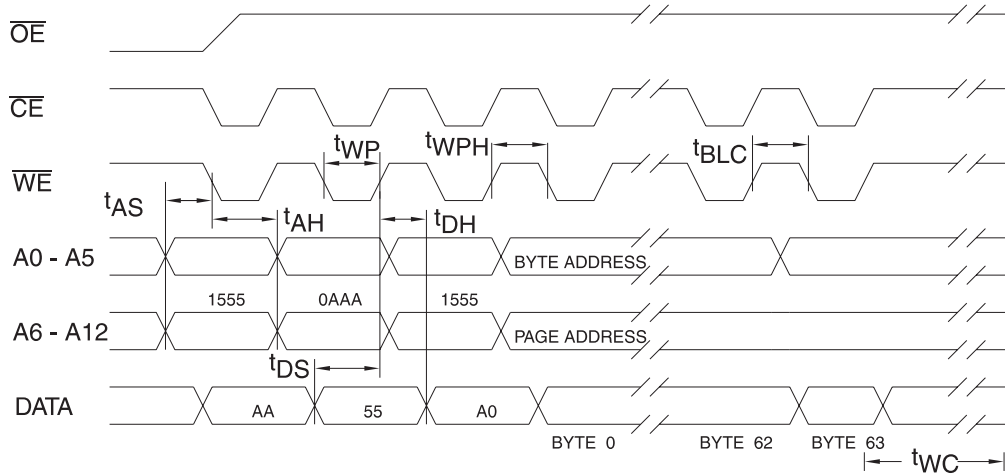 OE
CE
tWP
tWPH
tBLC
WE
tAS
tAH
tDH
A0 - A5
BYTE ADDRESS
1555
0AAA
1555
A6 - A12
PAGE ADDRESS
tDS
DATA
AA
55
A0
BYTE 0
BYTE 62
BYTE 63
tWC